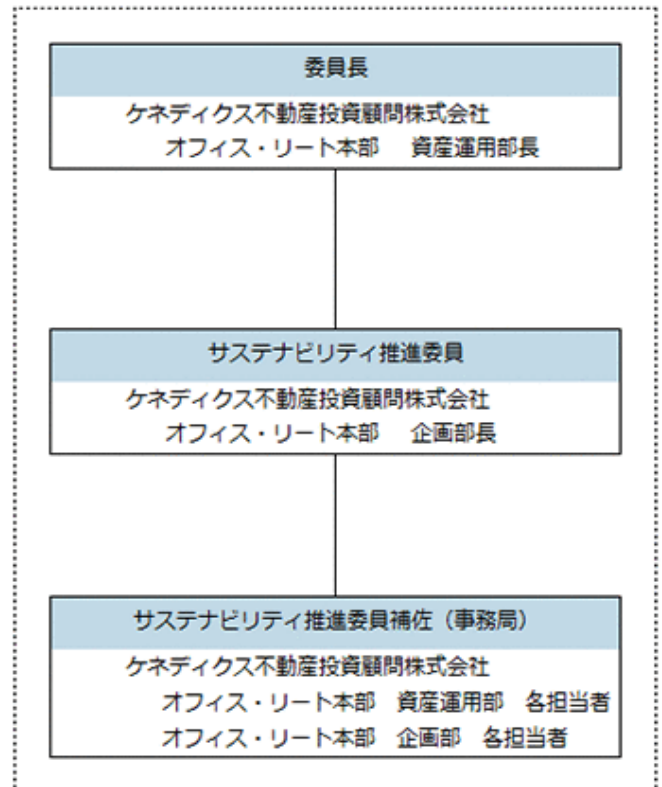 委員長
ケネディクス不動産投資顧問株式会社
オフィス・リート本部　資産運用部長
サステナビリティ推進委員
ケネディクス不動産投資顧問株式会社
オフィス・リート本部　企画部長
サステナビリティ推進委員補佐（事務局）
ケネディクス不動産投資顧問株式会社
オフィス・リート本部　資産運用部　各担当者
オフィス・リート本部　企画部　各担当者